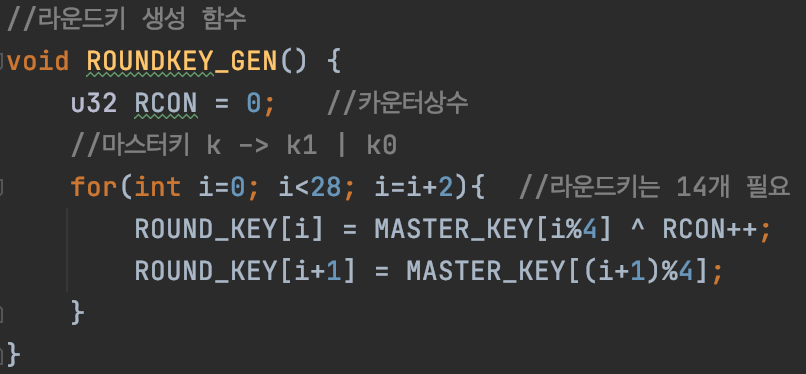 //라운드키 생성 함수
void ROUNDKEY_GEN() {
    u32 RCON = 0;   //카운터상수
    //마스터키 k -> k1 | k0
    for(int i=0; i<28; i=i+2){  //라운드키는 14개 필요
        ROUND_KEY[i] = MASTER_KEY[i%4] ^ RCON++;
        ROUND_KEY[i+1] = MASTER_KEY[(i+1)%4];
    }
}